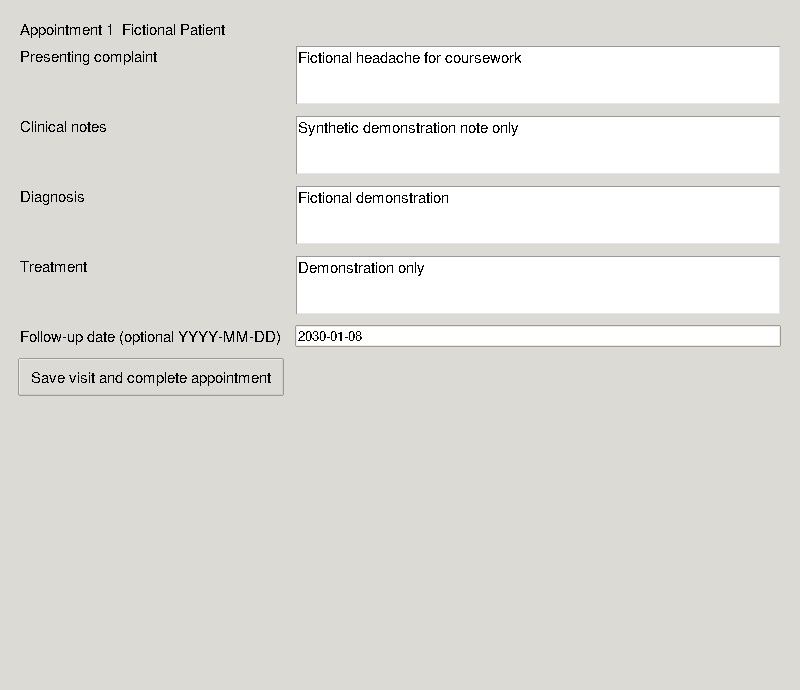 Appointment 1  Fictional Patient
Presenting complaint
Fictional headache for coursework
Clinical notes
Synthetic demonstration note only
Diagnosis
Fictional demonstration
Treatment
Demonstration only
Follow-up date (optional YYYY-MM-DD)
2030-01-08
Save visit and complete appointment